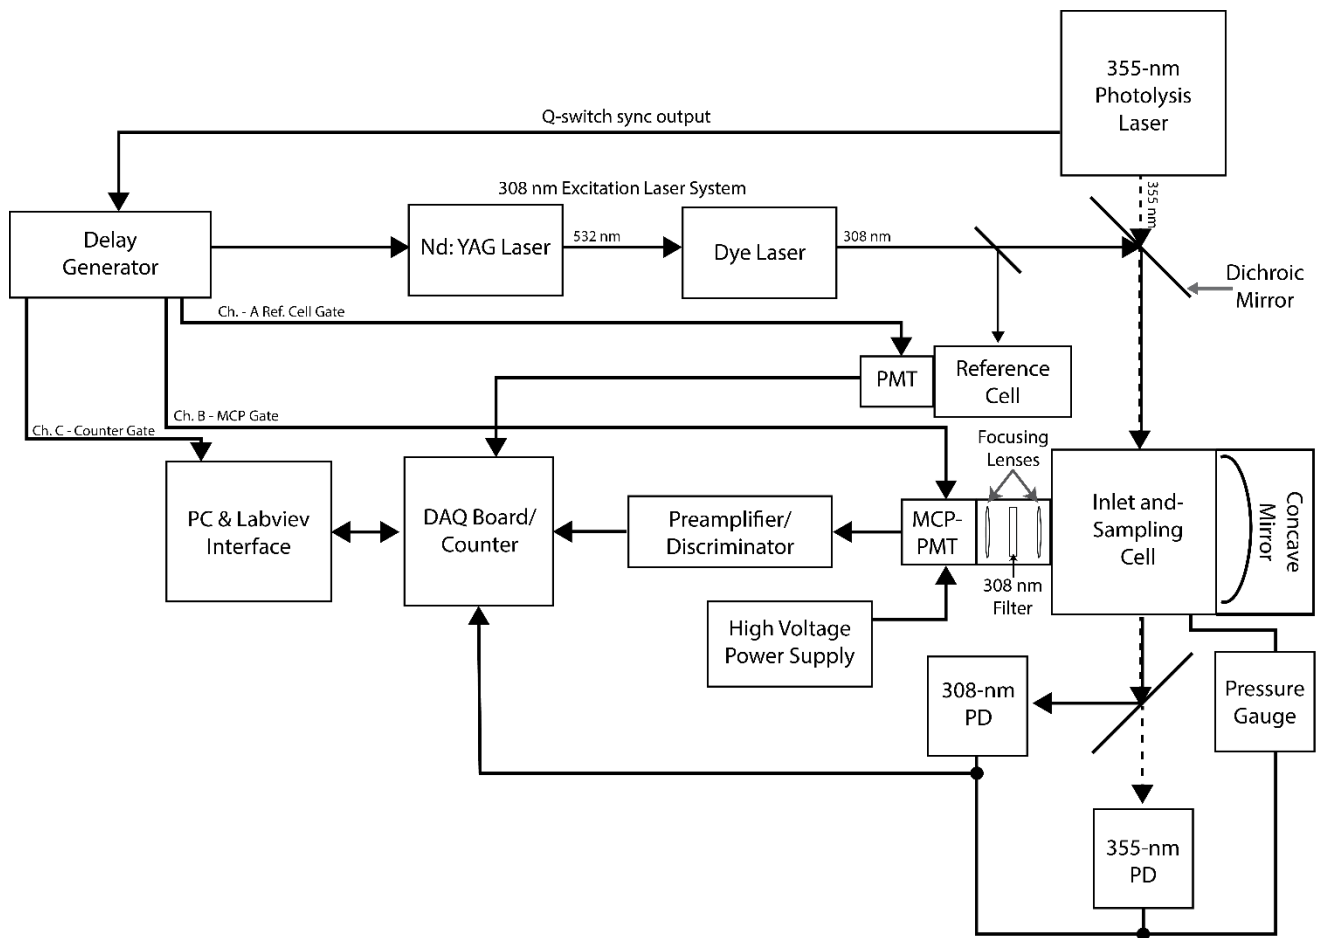 355-nm
Photolysis
Laser
Q-switch sync output
355 nm
308 nm Excitation Laser System
Delay
Generator
Nd: YAG Laser
532 nm
Dye Laser
308 nm
Dichroic
Mirror
Ch. - A Ref. Cell Gate
PMT
Reference
Cell
Ch. B - MCP Gate
Ch. C - Counter Gate
Focusing
Lenses
PC & Labviev
Interface
DAQ Board/
Counter
Preamplifier/
Discriminator
MCP-
PMT
308 nm
Filter
Inlet and-
Sampling
Cell
Concave
Mirror
High Voltage
Power Supply
308-nm
PD
Pressure
Gauge
355-nm
PD